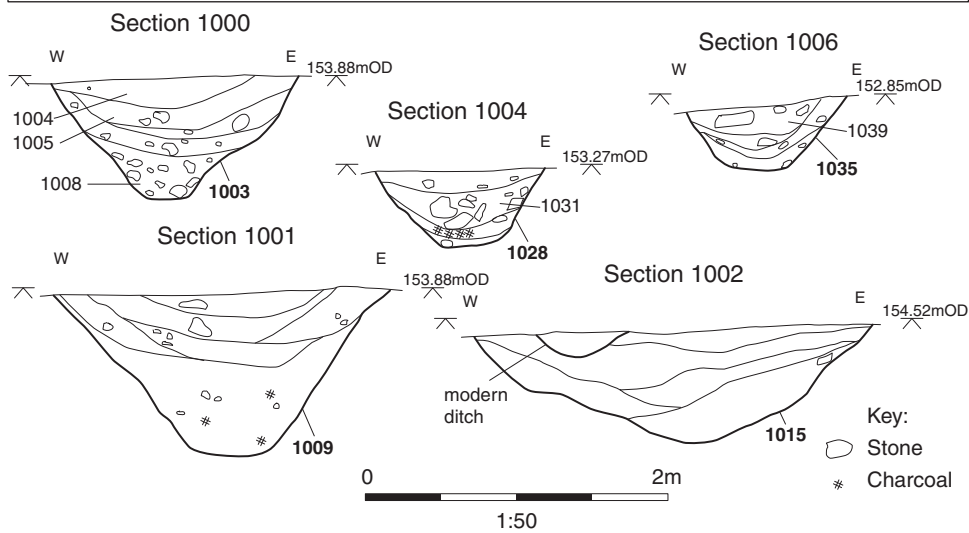 Section 1000
W E
153.88mOD
1004
1005
1008
1003
Section 1004
W E
153.27mOD
1031
1028
Section 1006
W E
152.85mOD
1039
1035
Section 1001
W E
153.88mOD
1009
Section 1002
W E
154.52mOD
modern
ditch
1015
Key:
Stone
Charcoal
0 2m
1:50